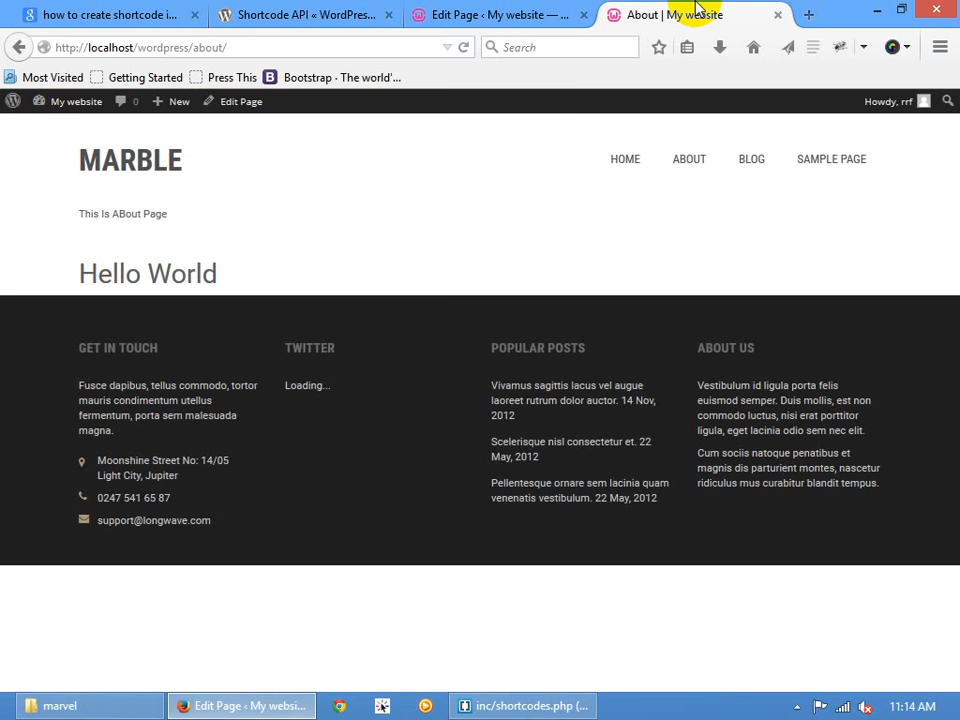 how to create shortcode i...
Shortcode API « WordPres...
Edit Page ‹ My website — ...
About | My website
http://localhost/wordpress/about/
Search
Most Visited
Getting Started
Press This
Bootstrap · The world'...
My website
0
New
Edit Page
Howdy, rrf
MARBLE
HOME
ABOUT
BLOG
SAMPLE PAGE
This Is ABout Page
Hello World
GET IN TOUCH
Fusce dapibus, tellus commodo, tortor
mauris condimentum utellus
fermentum, porta sem malesuada
magna.
Moonshine Street No: 14/05
Light City, Jupiter
0247 541 65 87
support@longwave.com
TWITTER
Loading...
POPULAR POSTS
Vivamus sagittis lacus vel augue
laoreet rutrum dolor auctor. 14 Nov,
2012
Scelerisque nisl consectetur et. 22
May, 2012
Pellentesque ornare sem lacinia quam
venenatis vestibulum. 22 May, 2012
ABOUT US
Vestibulum id ligula porta felis
euismod semper. Duis mollis, est non
commodo luctus, nisi erat porttitor
ligula, eget lacinia odio sem nec elit.
Cum sociis natoque penatibus et
magnis dis parturient montes, nascetur
ridiculus mus curabitur blandit tempus.
marvel
Edit Page ‹ My websi...
inc/shortcodes.php (...
11:14 AM